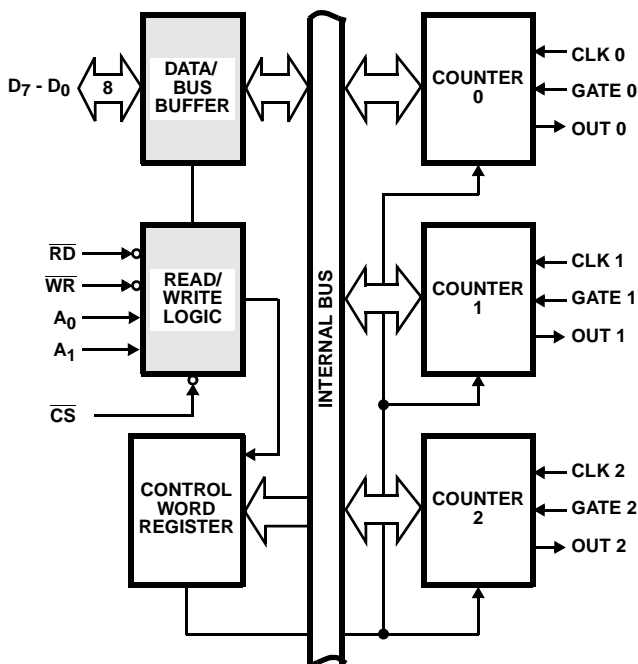 D7 - D0
8
DATA/
BUS
BUFFER
RD
WR
A0
A1
CS
READ/
WRITE
LOGIC
CONTROL
WORD
REGISTER
INTERNAL BUS
COUNTER
0
CLK 0
GATE 0
OUT 0
COUNTER
1
CLK 1
GATE 1
OUT 1
COUNTER
2
CLK 2
GATE 2
OUT 2